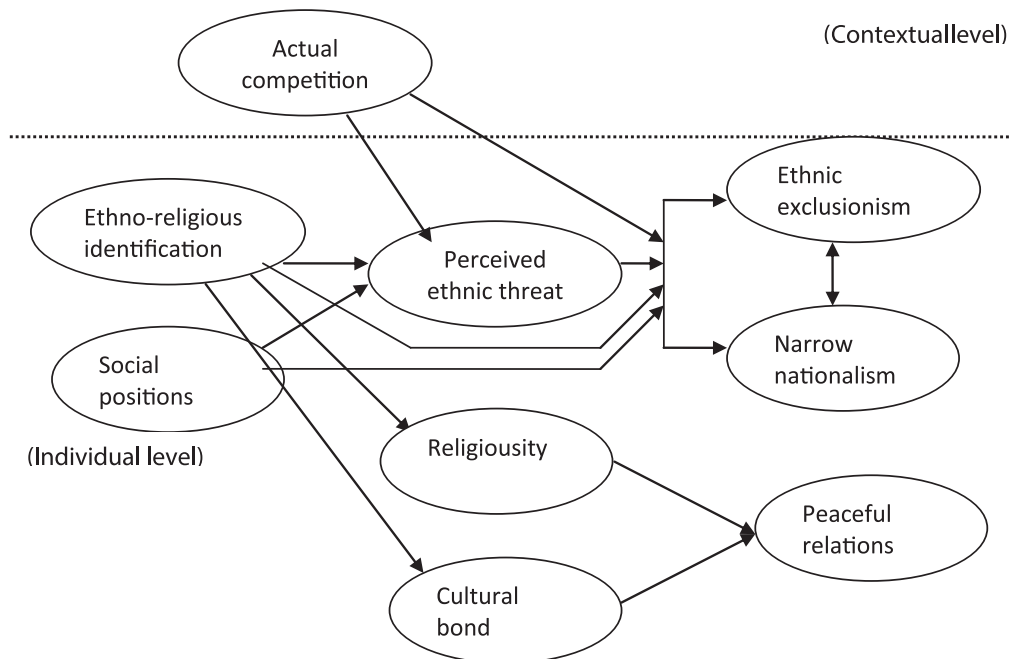 Actual
competition
(Contextuallevel)
Ethnic
exclusionism
Ethno-religious
identification
Perceived
ethnic threat
Narrow
nationalism
Social
positions
(Individual level)
Religiousity
Peaceful
relations
Cultural
bond